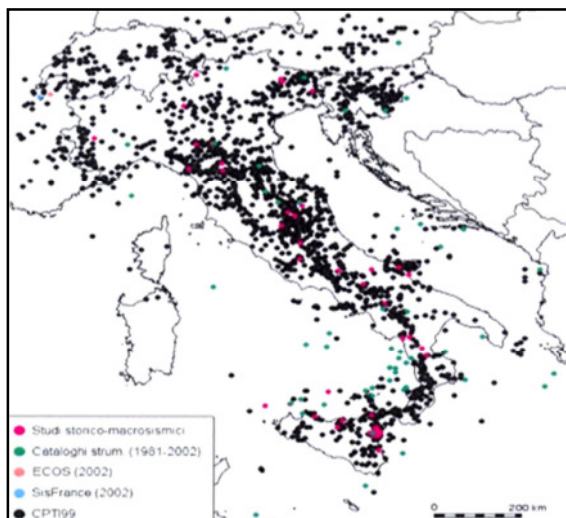 Studi storico-macrosismici
Cataloghi strum. (1981-2002)
ECOS (2002)
SisFrance (2002)
CPTI99
0 200 km